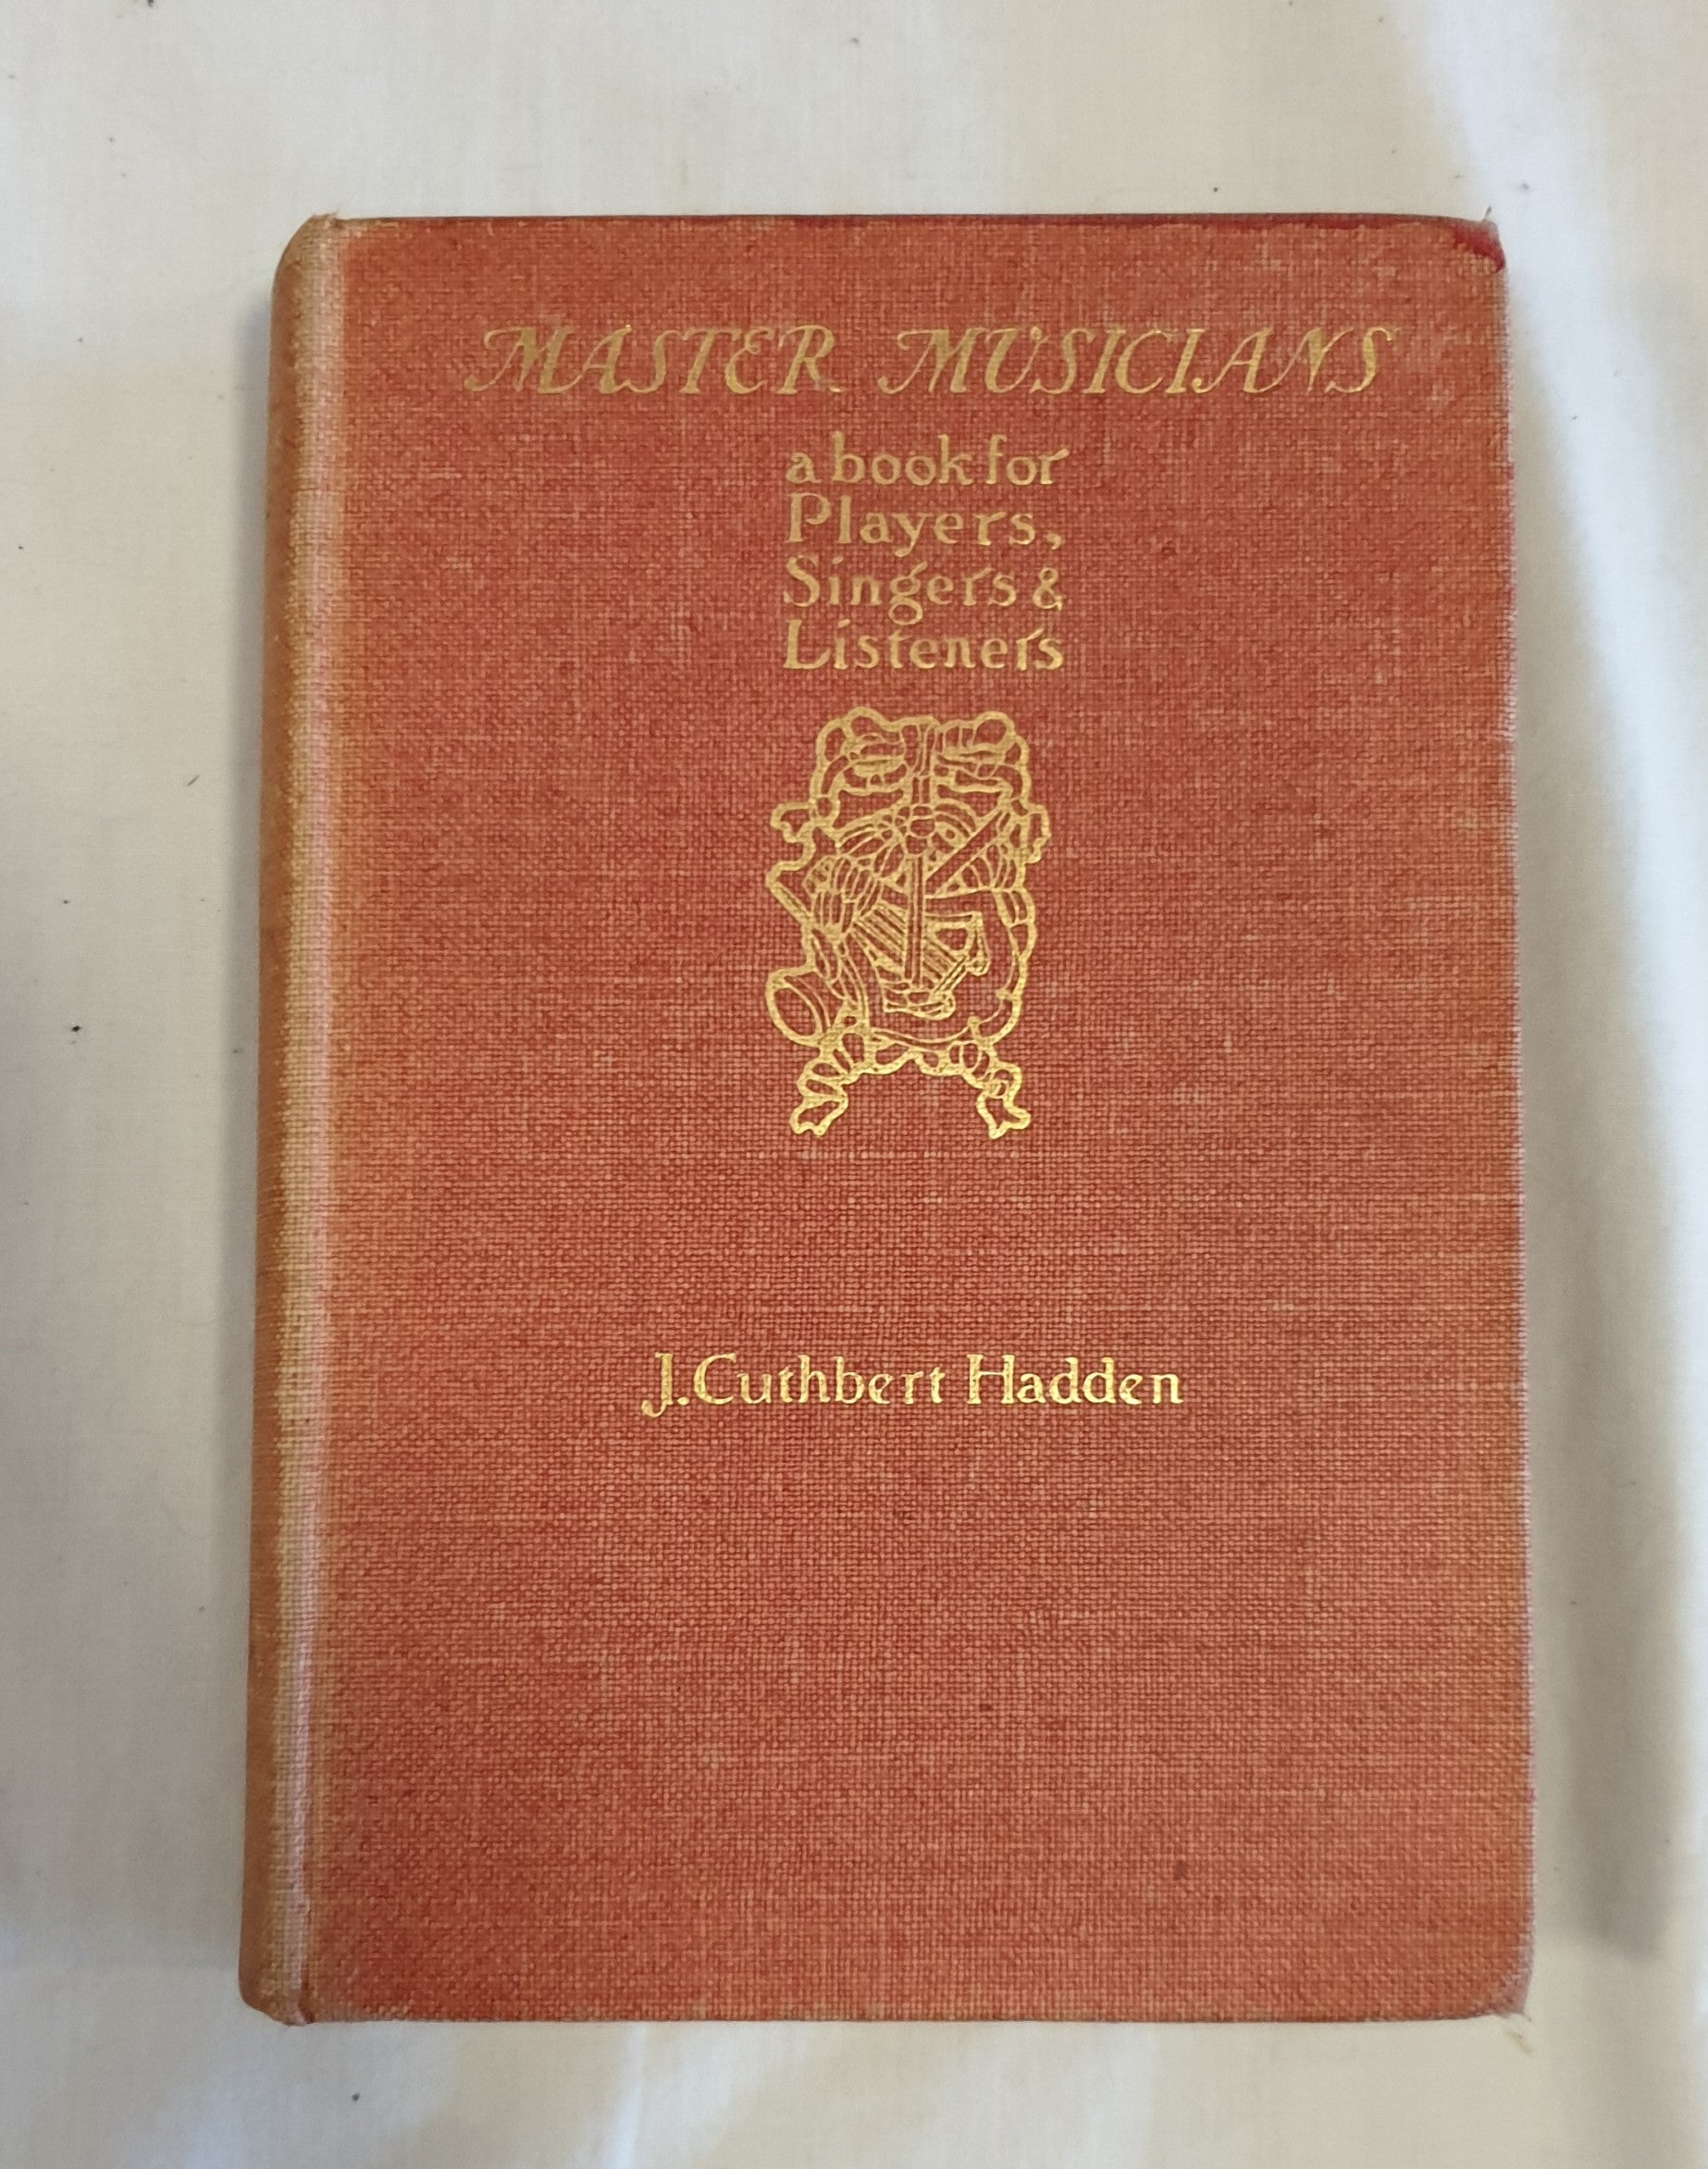 MASTER MUSICIANS
a book for
Players,
Singers &
Listeners
J. Cuthbert Hadden